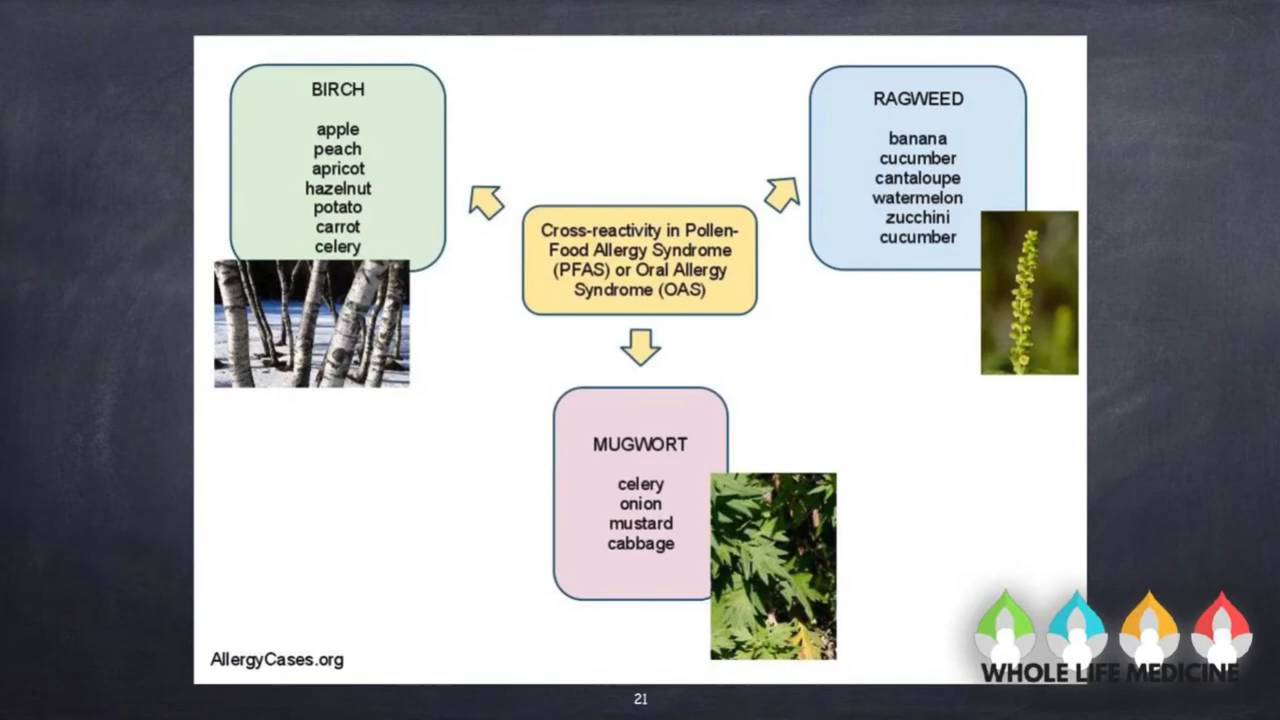 BIRCH
apple
peach
apricot
hazelnut
potato
carrot
celery
RAGWEED
banana
cucumber
cantaloupe
watermelon
zucchini
cucumber
Cross-reactivity in Pollen-
Food Allergy Syndrome
(PFAS) or Oral Allergy
Syndrome (OAS)
MUGWORT
celery
onion
mustard
cabbage
AllergyCases.org
WHOLE LIFE MEDICINE
21